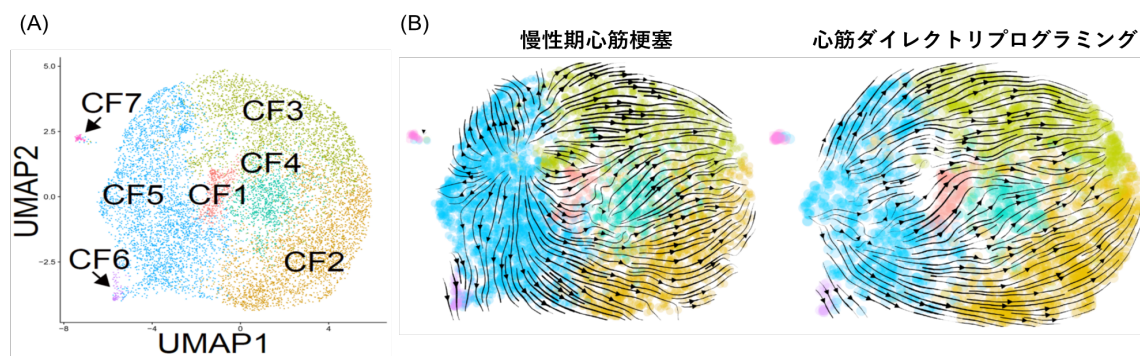 (A)
5.0
2.5
0.0
−2.5
−8
−4
0
4
UMAP2
UMAP1
CF7
CF3
CF4
CF5
CF1
CF6
CF2
(B)
慢性期心筋梗塞
心筋ダイレクトリプログラミング